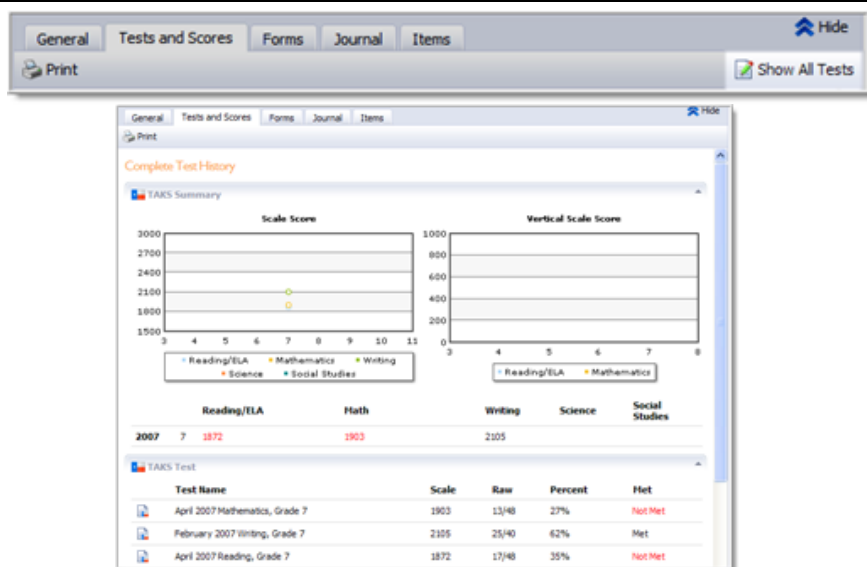 Hide
General Tests and Scores Forms Journal Items
Print Show All Tests
General Tests and Scores Forms Journal Items Hide
Print
Complete Test History
TAKS Summary
Scale Score Vertical Scale Score
3000 1000
2700 800
2400 600
2100 400
1800 200
1500 0
3 4 5 6 7 8 9 10 11 3 4 5 6 7 8
Reading/ELA Mathematics Writing Reading/ELA Mathematics
Science Social Studies
Reading/ELA Math Writing Science Social Studies
2007 7 1872 1903 2105
TAKS Test
Test Name Scale Raw Percent Met
April 2007 Mathematics, Grade 7 1903 13/48 27% Not Met
February 2007 Writing, Grade 7 2105 25/40 62% Met
April 2007 Reading, Grade 7 1872 17/48 35% Not Met